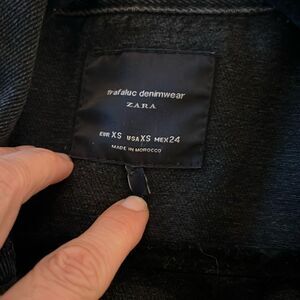 trafaluc denimwear
ZARA
EUR XS USA XS MEX 24
MADE IN MOROCCO